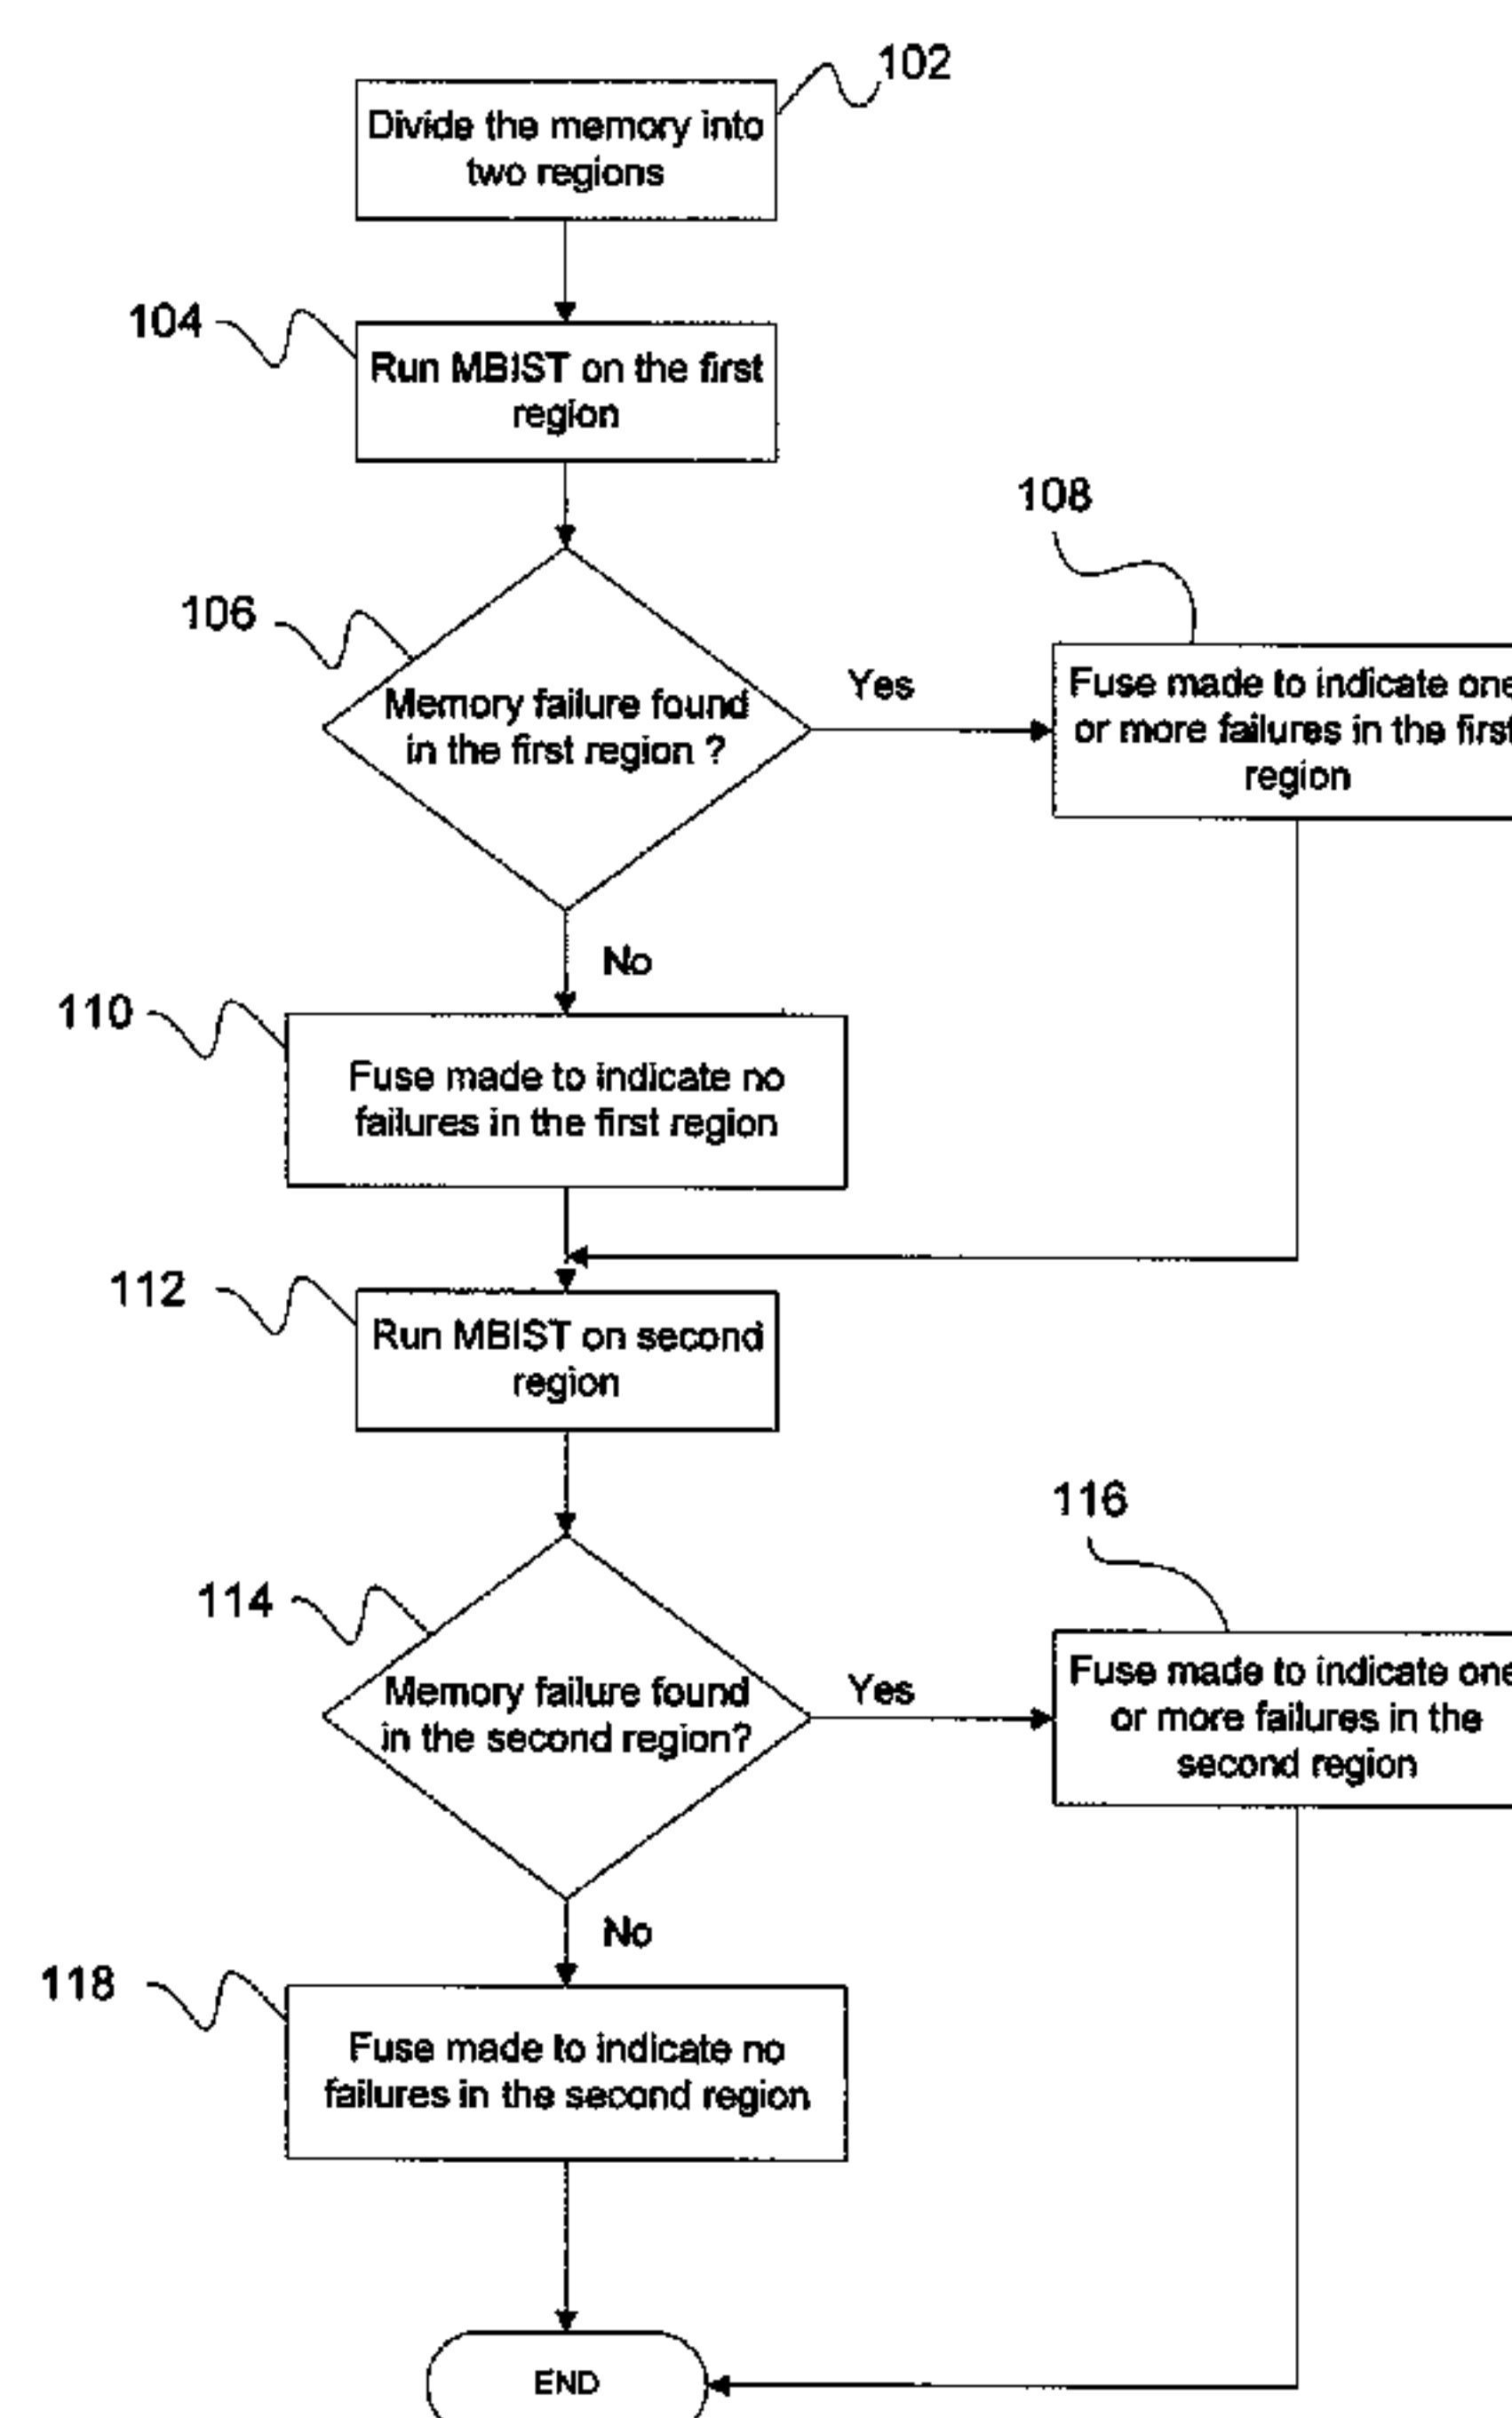 102
Divide the memory into
two regions
104
Run MBIST on the first
region
108
106
Memory failure found
in the first region ?
Yes
Fuse made to indicate one
or more failures in the first
region
No
110
Fuse made to indicate no
failures in the first region
112
Run MBIST on second
region
116
114
Memory failure found
in the second region?
Yes
Fuse made to indicate one
or more failures in the
second region
No
118
Fuse made to indicate no
failures in the second region
END